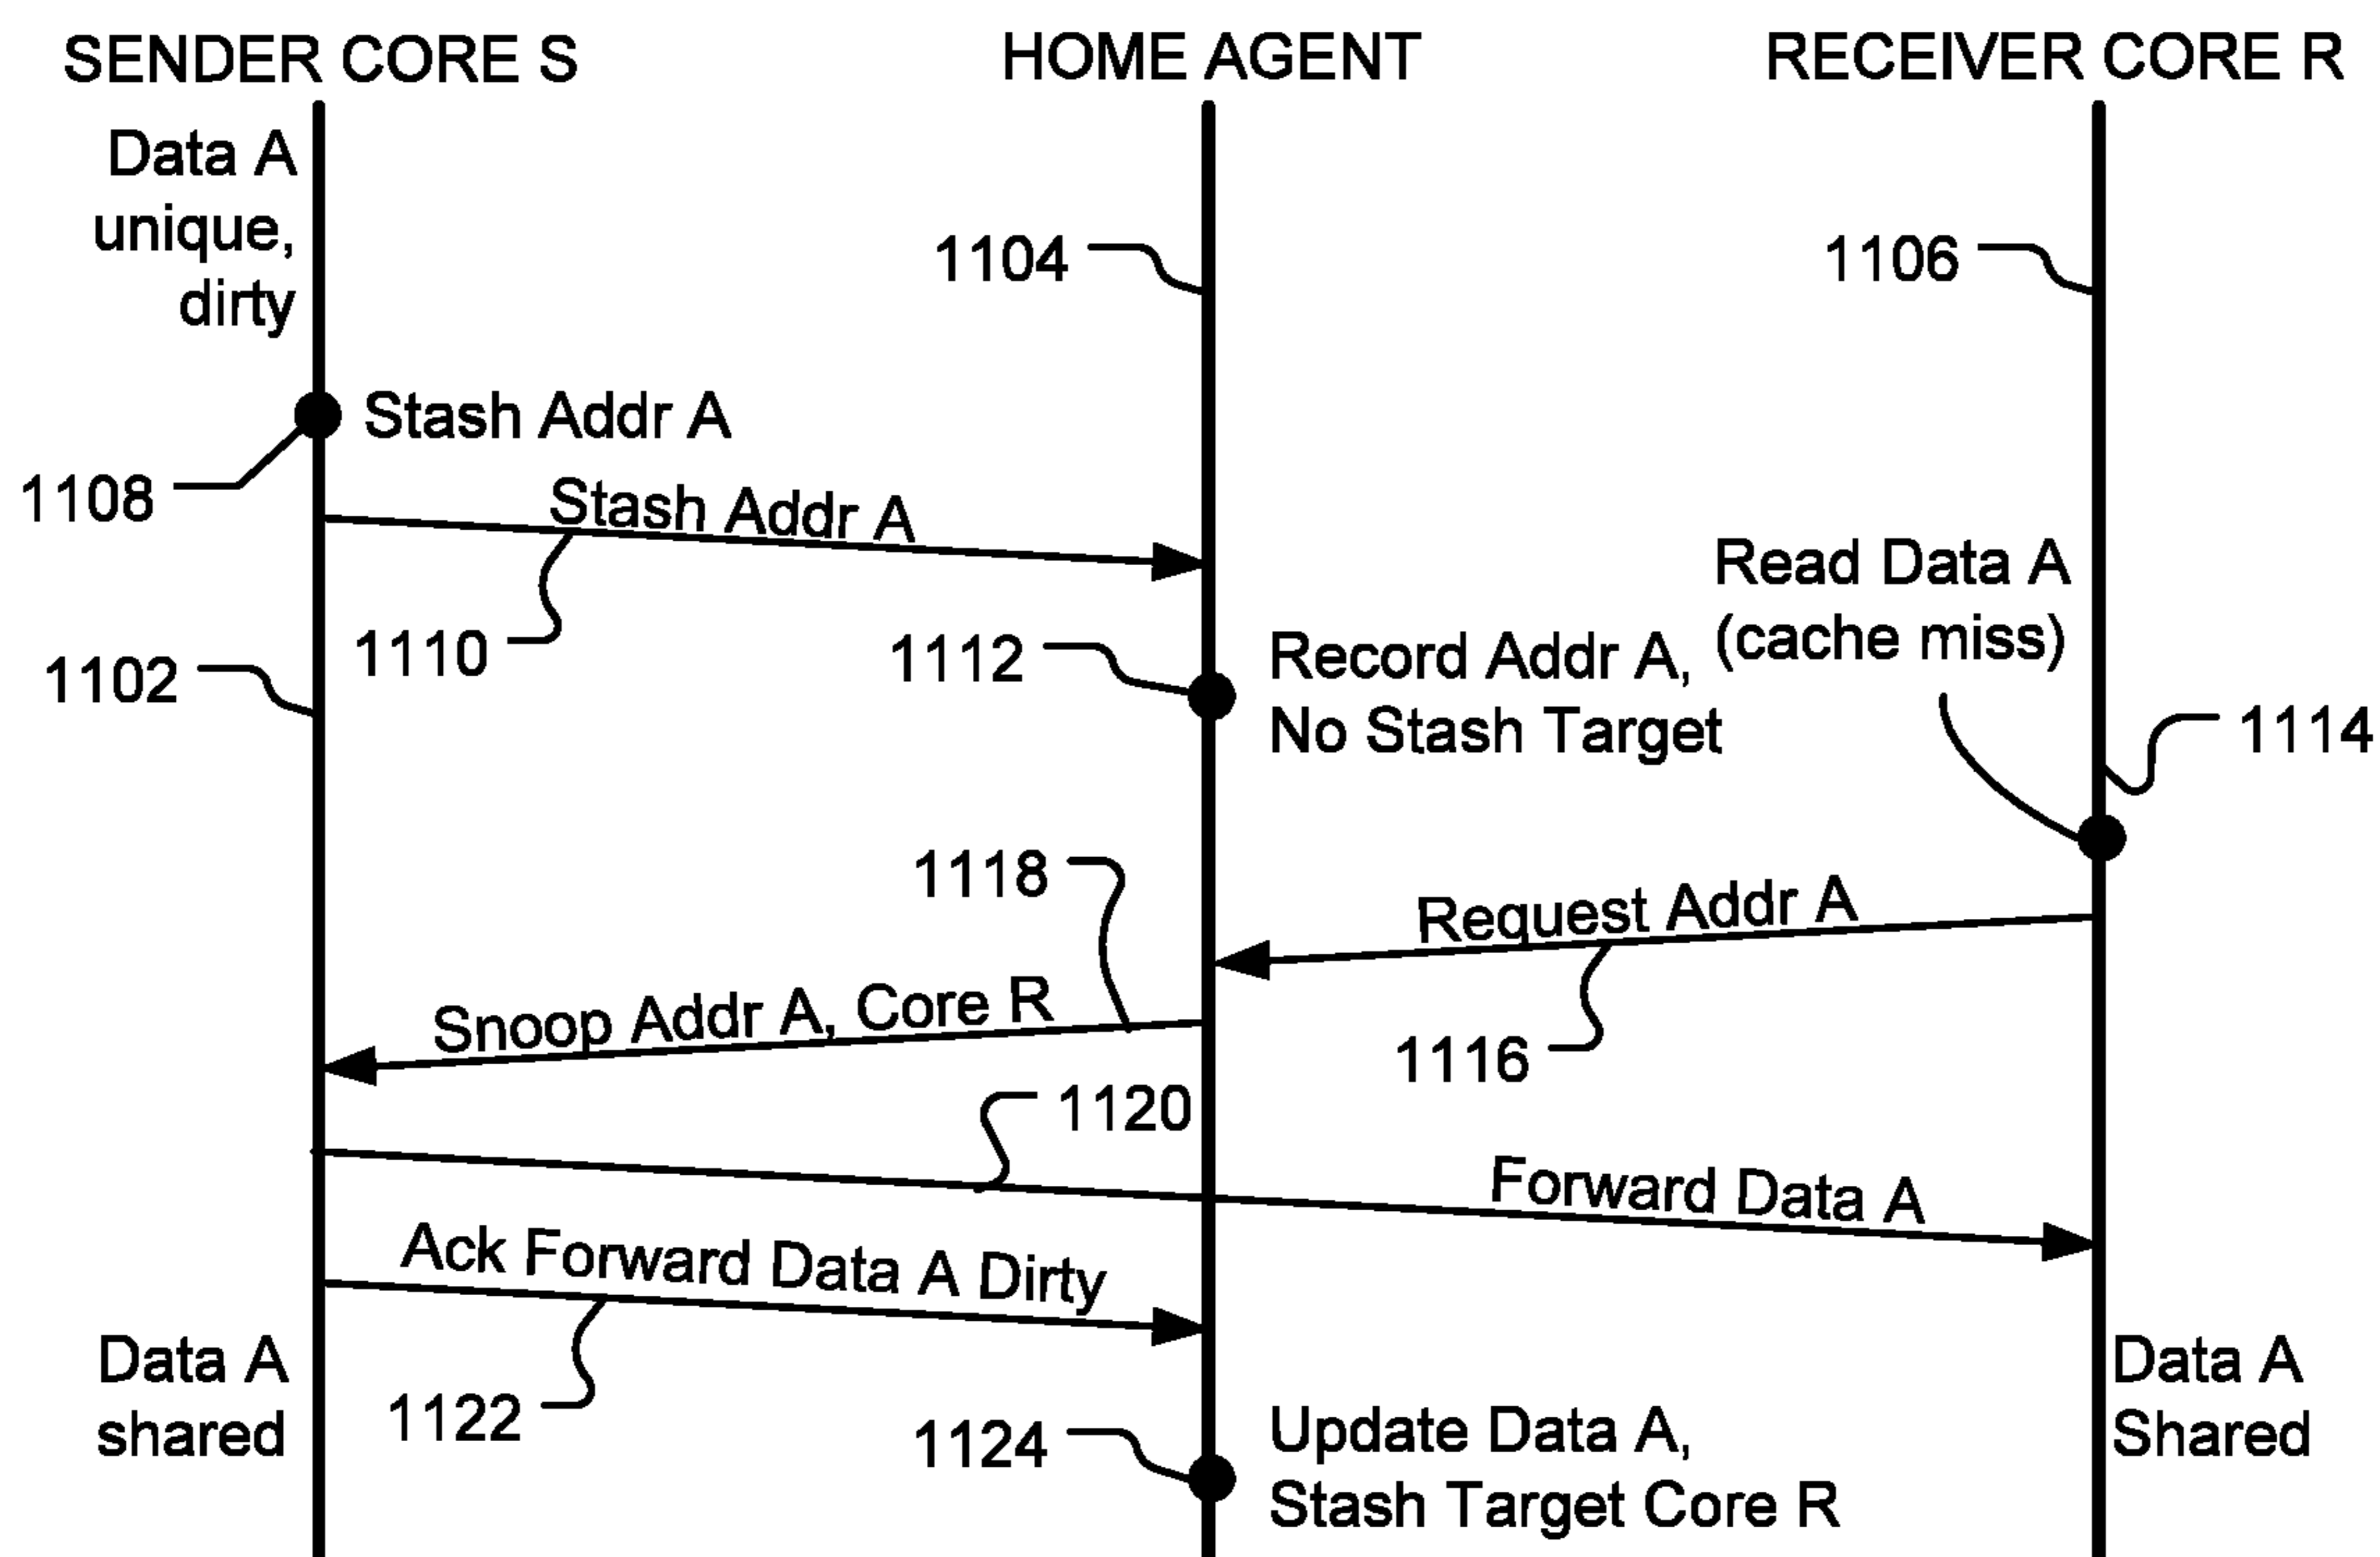 SENDER CORE S
HOME AGENT
RECEIVER CORE R
Data A
unique,
dirty
1104
1106
Stash Addr A
1108
Stash Addr A
1110
1102
1112
Record Addr A,
No Stash Target
Read Data A
(cache miss)
1114
1118
Request Addr A
1116
Snoop Addr A, Core R
1120
Forward Data A
Ack Forward Data A Dirty
1122
Data A
shared
1124
Update Data A,
Stash Target Core R
Data A
Shared